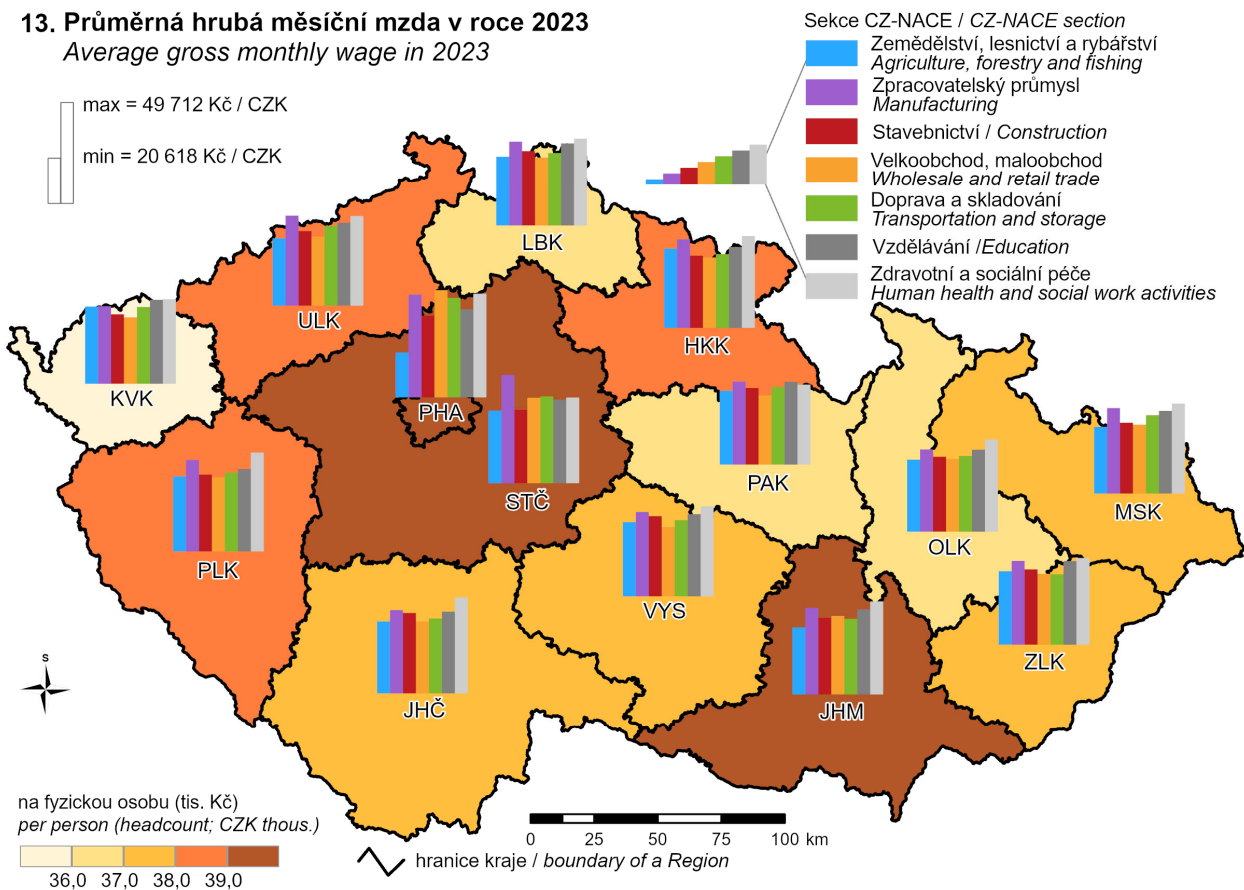 13. Průměrná hrubá měsíční mzda v roce 2023
Average gross monthly wage in 2023
max = 49 712 Kč / CZK
min = 20 618 Kč / CZK
Sekce CZ-NACE / CZ-NACE section
Zemědělství, lesnictví a rybářství
Agriculture, forestry and fishing
Zpracovatelský průmysl
Manufacturing
Stavebnictví / Construction
Velkoobchod, maloobchod
Wholesale and retail trade
Doprava a skladování
Transportation and storage
Vzdělávání /Education
Zdravotní a sociální péče
Human health and social work activities
LBK
ULK
HKK
KVK
PHA
STČ
PAK
MSK
OLK
PLK
VYS
ZLK
JHČ
JHM
S
na fyzickou osobu (tis. Kč)
per person (headcount; CZK thous.)
36,0 37,0 38,0 39,0
0 25 50 75 100 km
hranice kraje / boundary of a Region